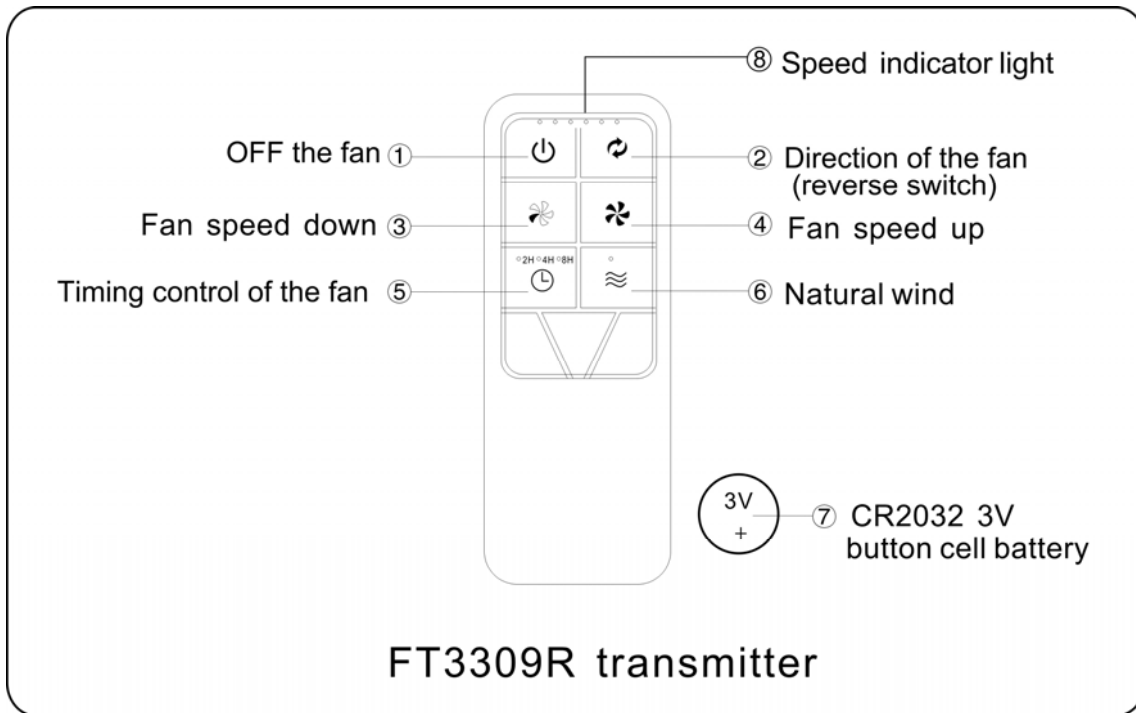 ⑧ Speed indicator light
OFF the fan ①
② Direction of the fan
(reverse switch)
Fan speed down ③
④ Fan speed up
2H 4H 8H
Timing control of the fan ⑤
⑥ Natural wind
3V
+
⑦ CR2032 3V
button cell battery
FT3309R transmitter